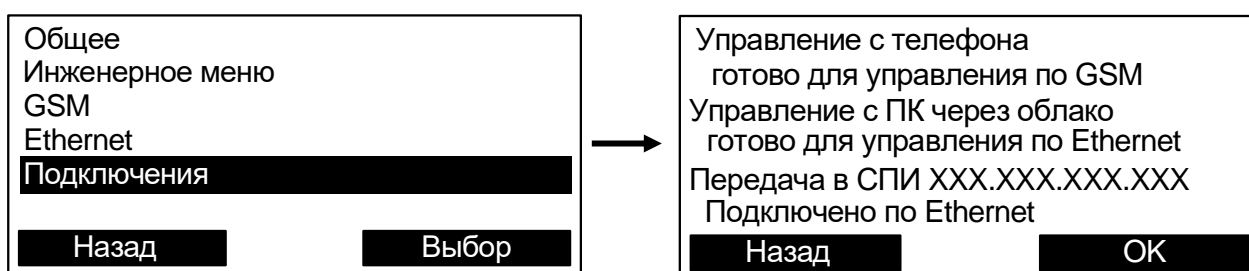 Общее
Инженерное меню
GSM
Ethernet
Подключения
Назад Выбор
Управление с телефона
готово для управления по GSM
Управление с ПК через облако
готово для управления по Ethernet
Передача в СПИ XXX.XXX.XXX.XXX
Подключено по Ethernet
Назад OK